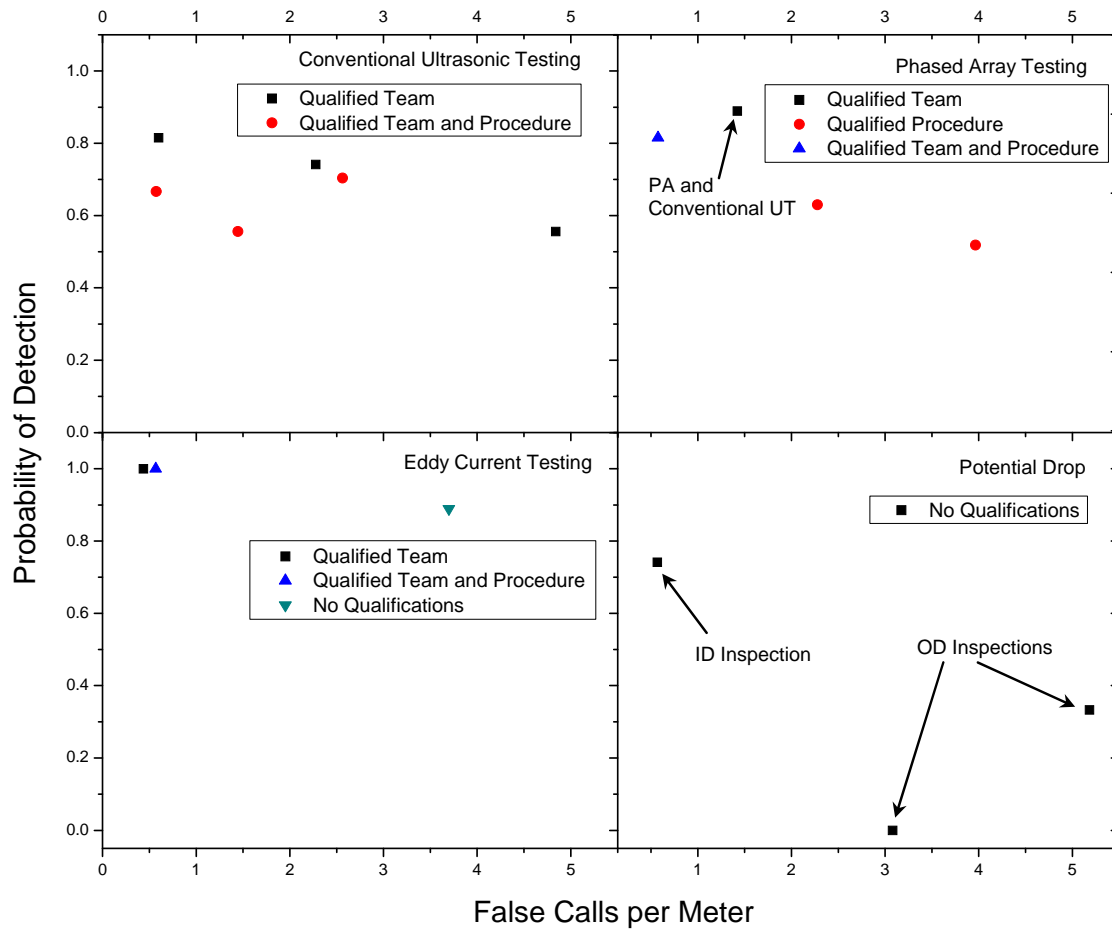 0 1 2 3 4 5
1 2 3 4 5
Probability of Detection
1.0
0.8
0.6
0.4
0.2
0.0
Conventional Ultrasonic Testing
Qualified Team
Qualified Team and Procedure
Phased Array Testing
Qualified Team
Qualified Procedure
Qualified Team and Procedure
PA and
Conventional UT
1.0
0.8
0.6
0.4
0.2
0.0
Eddy Current Testing
Qualified Team
Qualified Team and Procedure
No Qualifications
Potential Drop
No Qualifications
ID Inspection
OD Inspections
0 1 2 3 4 5
1 2 3 4 5
False Calls per Meter